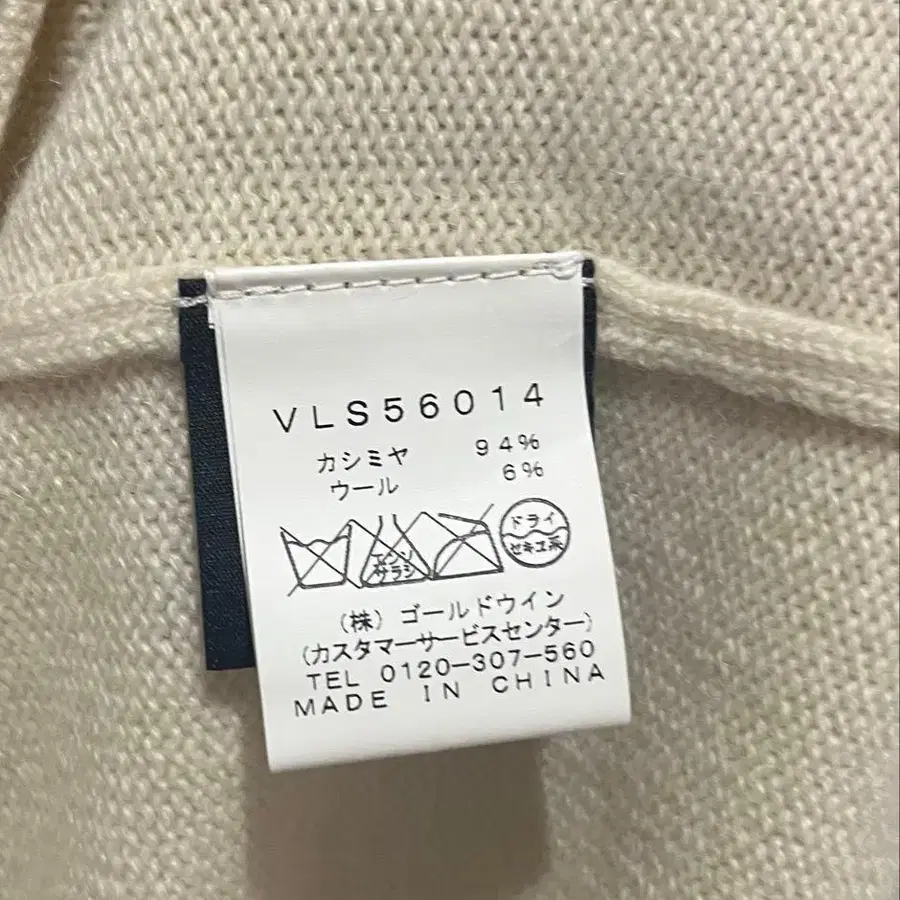 VLS56014
カシミヤ 94%
ウール 6%
エンソ
サラシ
ドライ
セキユ系
(株) ゴールドウイン
(カスタマーサービスセンター)
TEL 0120-307-560
MADE IN CHINA